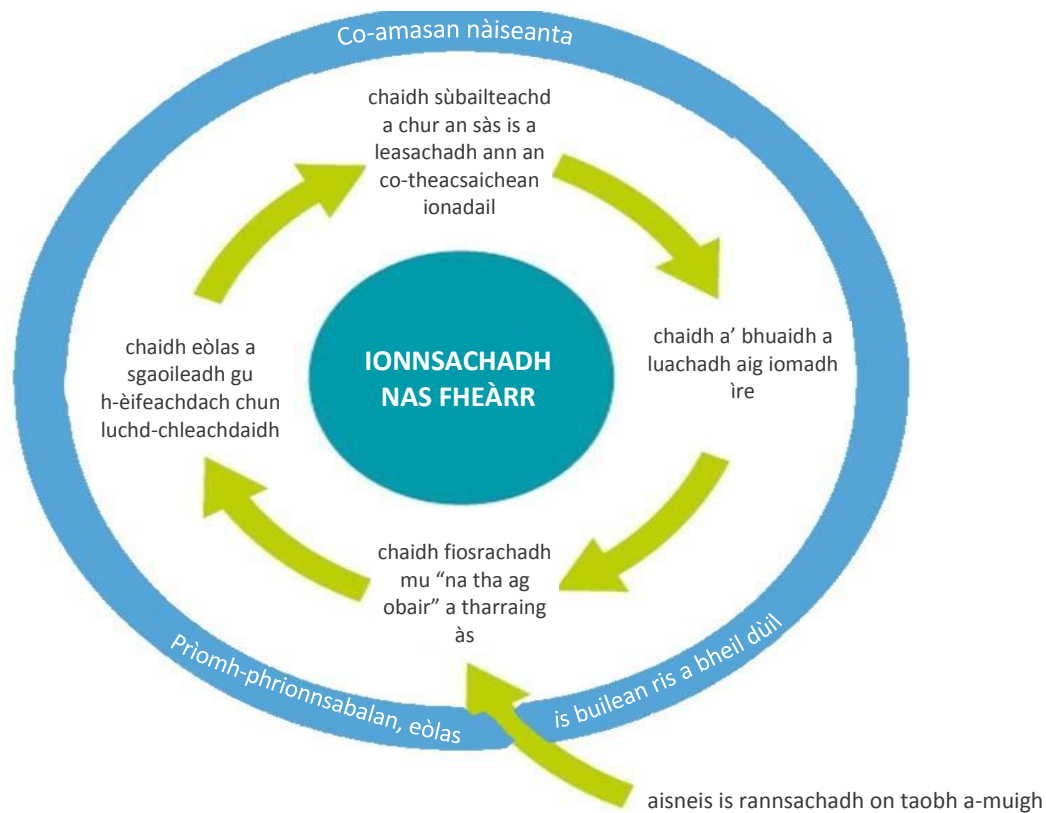 Co-amasan nàiseanta
chaidh sùbailteachd
a chur an sàs is a
leasachadh ann an
co-theacsaichean
ionadail
chaidh a’ bhuaidh a
luachadh aig iomadh
ìre
chaidh eòlas a
sgaoileadh gu
h-èifeachdach chun
luchd-chleachdaidh
IONNSACHADH
NAS FHEÀRR
chaidh fiosrachadh
mu “na tha ag
obair” a tharraing
às
Prìomh-phrionnsabalan, eòlas
is builean ris a bheil dùil
aisneis is rannsachadh on taobh a-muigh